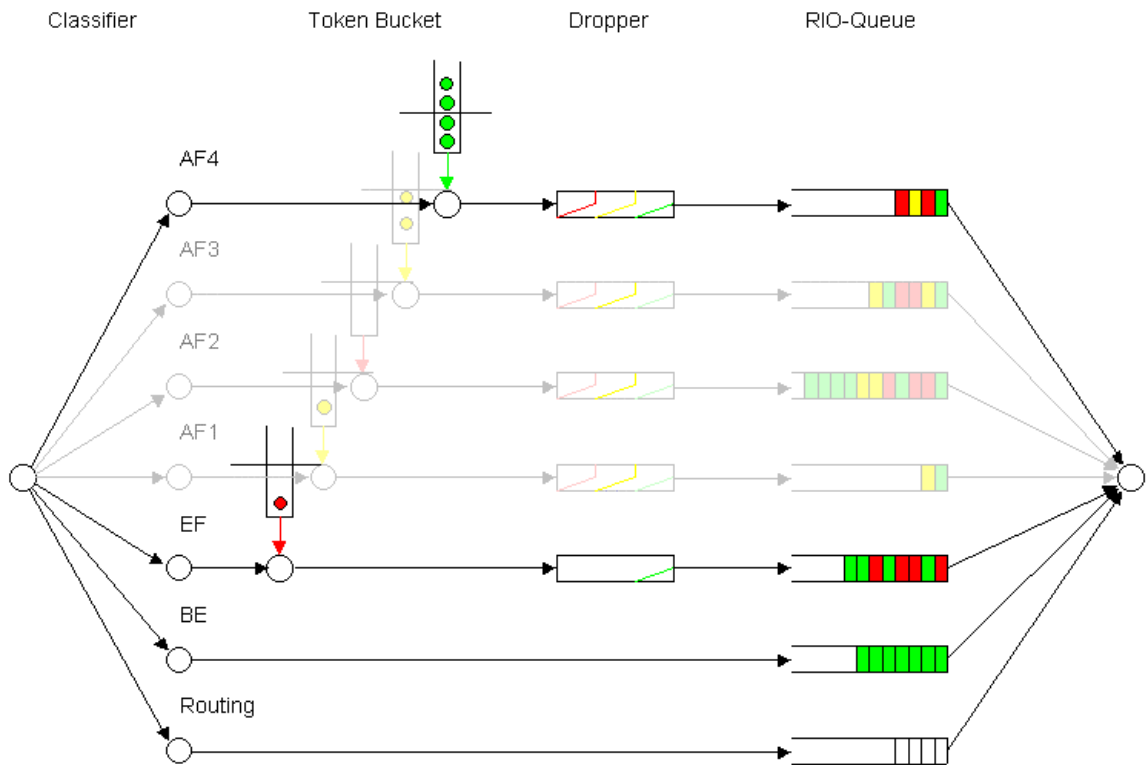 Classifier Token Bucket Dropper RIO-Queue
AF4
AF3
AF2
AF1
EF
BE
Routing